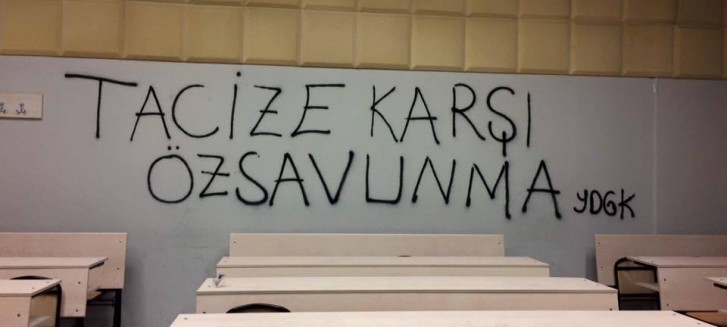 TACİZE KARŞI
ÖZSAVUNMA YDGK